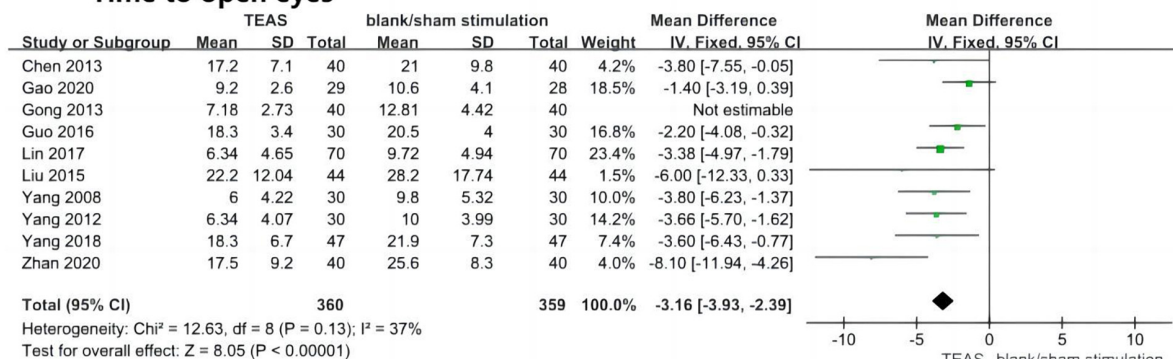 Time to open eyes
TEAS blank/sham stimulation Mean Difference Mean Difference
Study or Subgroup Mean SD Total Mean SD Total Weight IV, Fixed, 95% CI IV, Fixed, 95% CI
Chen 2013 17.2 7.1 40 21 9.8 40 4.2% -3.80 [-7.55, -0.05]
Gao 2020 9.2 2.6 29 10.6 4.1 28 18.5% -1.40 [-3.19, 0.39]
Gong 2013 7.18 2.73 40 12.81 4.42 40 Not estimable
Guo 2016 18.3 3.4 30 20.5 4 30 16.8% -2.20 [-4.08, -0.32]
Lin 2017 6.34 4.65 70 9.72 4.94 70 23.4% -3.38 [-4.97, -1.79]
Liu 2015 22.2 12.04 44 28.2 17.74 44 1.5% -6.00 [-12.33, 0.33]
Yang 2008 6 4.22 30 9.8 5.32 30 10.0% -3.80 [-6.23, -1.37]
Yang 2012 6.34 4.07 30 10 3.99 30 14.2% -3.66 [-5.70, -1.62]
Yang 2018 18.3 6.7 47 21.9 7.3 47 7.4% -3.60 [-6.43, -0.77]
Zhan 2020 17.5 9.2 40 25.6 8.3 40 4.0% -8.10 [-11.94, -4.26]
Total (95% CI) 360 359 100.0% -3.16 [-3.93, -2.39]
Heterogeneity: Chi² = 12.63, df = 8 (P = 0.13); I² = 37%
Test for overall effect: Z = 8.05 (P < 0.00001)
-10 -5 0 5 10
TEAS blank/sham stimulation